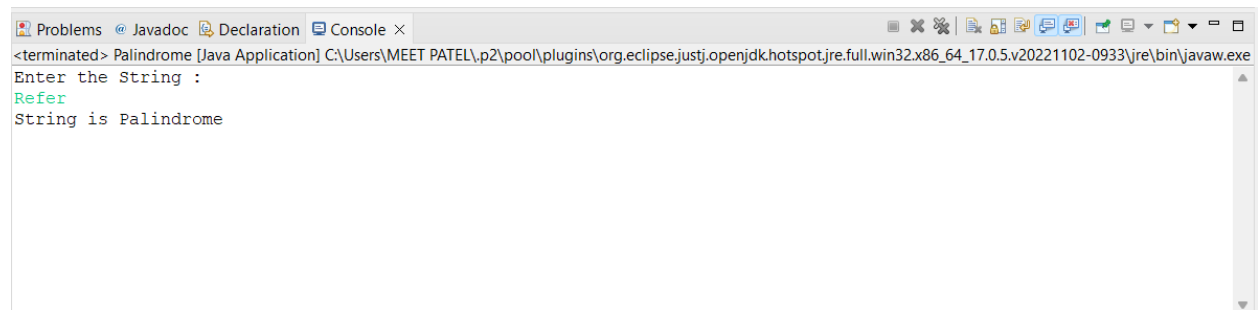 Problems @ Javadoc Declaration Console
<terminated> Palindrome [Java Application] C:\Users\MEET PATEL\.p2\pool\plugins\org.eclipse.justj.openjdk.hotspot.jre.full.win32.x86_64_17.0.5.v20221102-0933\jre\bin\javaw.exe
Enter the String :
Refer
String is Palindrome